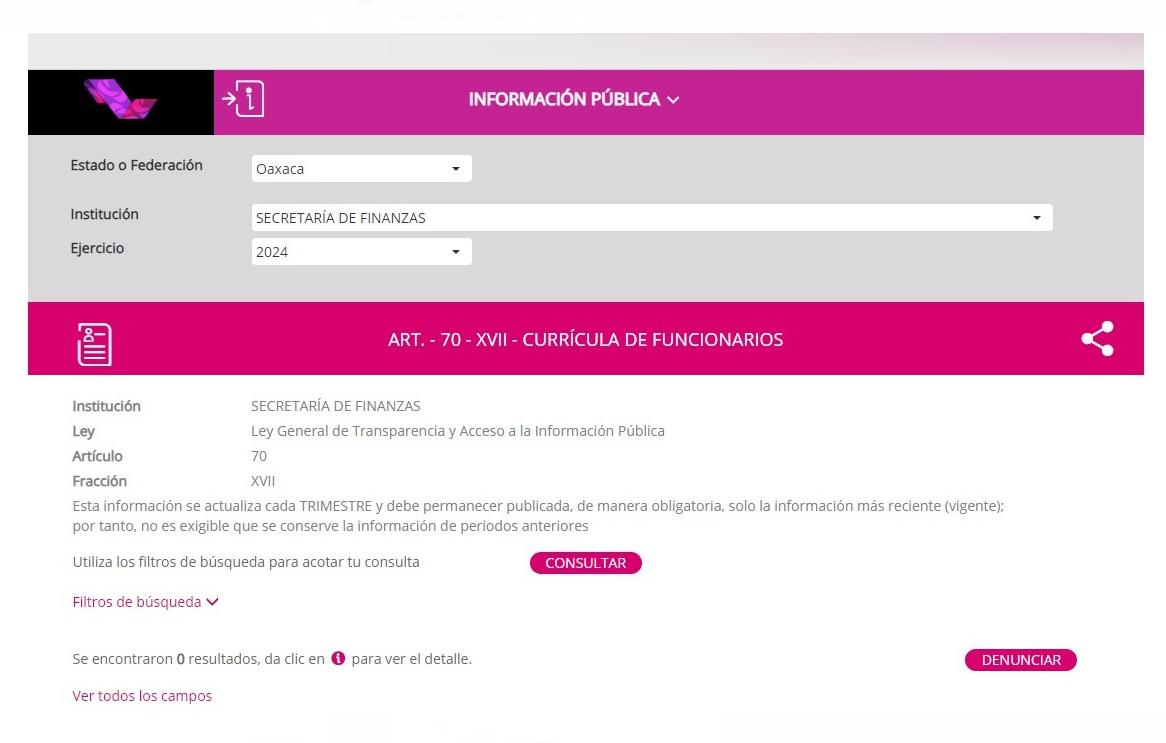 INFORMACIÓN PÚBLICA
Estado o Federación Oaxaca
Institución SECRETARÍA DE FINANZAS
Ejercicio 2024
ART. - 70 - XVII - CURRÍCULA DE FUNCIONARIOS
Institución SECRETARÍA DE FINANZAS
Ley Ley General de Transparencia y Acceso a la Información Pública
Artículo 70
Fracción XVII
Esta información se actualiza cada TRIMESTRE y debe permanecer publicada, de manera obligatoria, solo la información más reciente (vigente);
por tanto, no es exigible que se conserve la información de periodos anteriores
Utiliza los filtros de búsqueda para acotar tu consulta CONSULTAR
Filtros de búsqueda
Se encontraron 0 resultados, da clic en i para ver el detalle. DENUNCIAR
Ver todos los campos